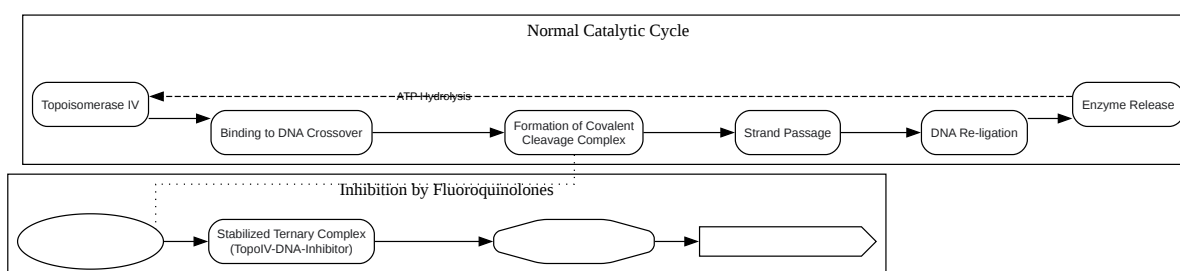 Normal Catalytic Cycle
Topoisomerase IV
ATP Hydrolysis
Enzyme Release
Binding to DNA Crossover
Formation of Covalent
Cleavage Complex
Strand Passage
DNA Re-ligation
Inhibition by Fluoroquinolones
Stabilized Ternary Complex
(TopoIV-DNA-Inhibitor)